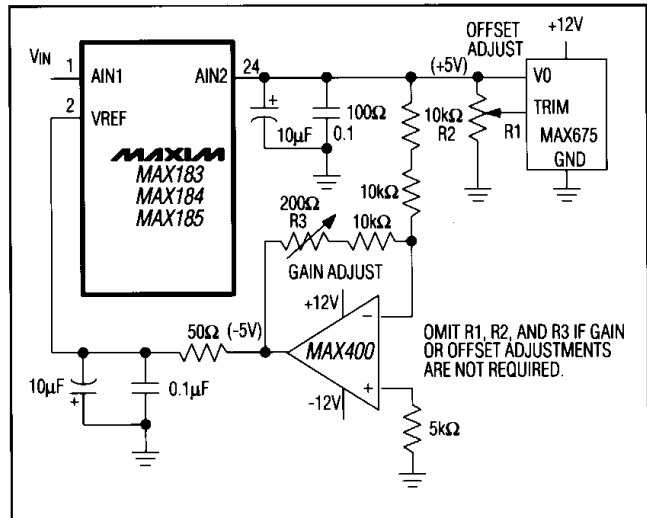 OFFSET
ADJUST
+12V
VIN
1
AIN1
AIN2
24
(+5V)
V0
2
VREF
TRIM
R1
MAX675
GND
100Ω
10kΩ
R2
10µF
0.1
MAXIM
MAX183
MAX184
MAX185
10kΩ
200Ω
R3
10kΩ
GAIN ADJUST
+12V
50Ω
(-5V)
MAX400
−
+
-12V
OMIT R1, R2, AND R3 IF GAIN
OR OFFSET ADJUSTMENTS
ARE NOT REQUIRED.
10µF
+
0.1µF
5kΩ
+